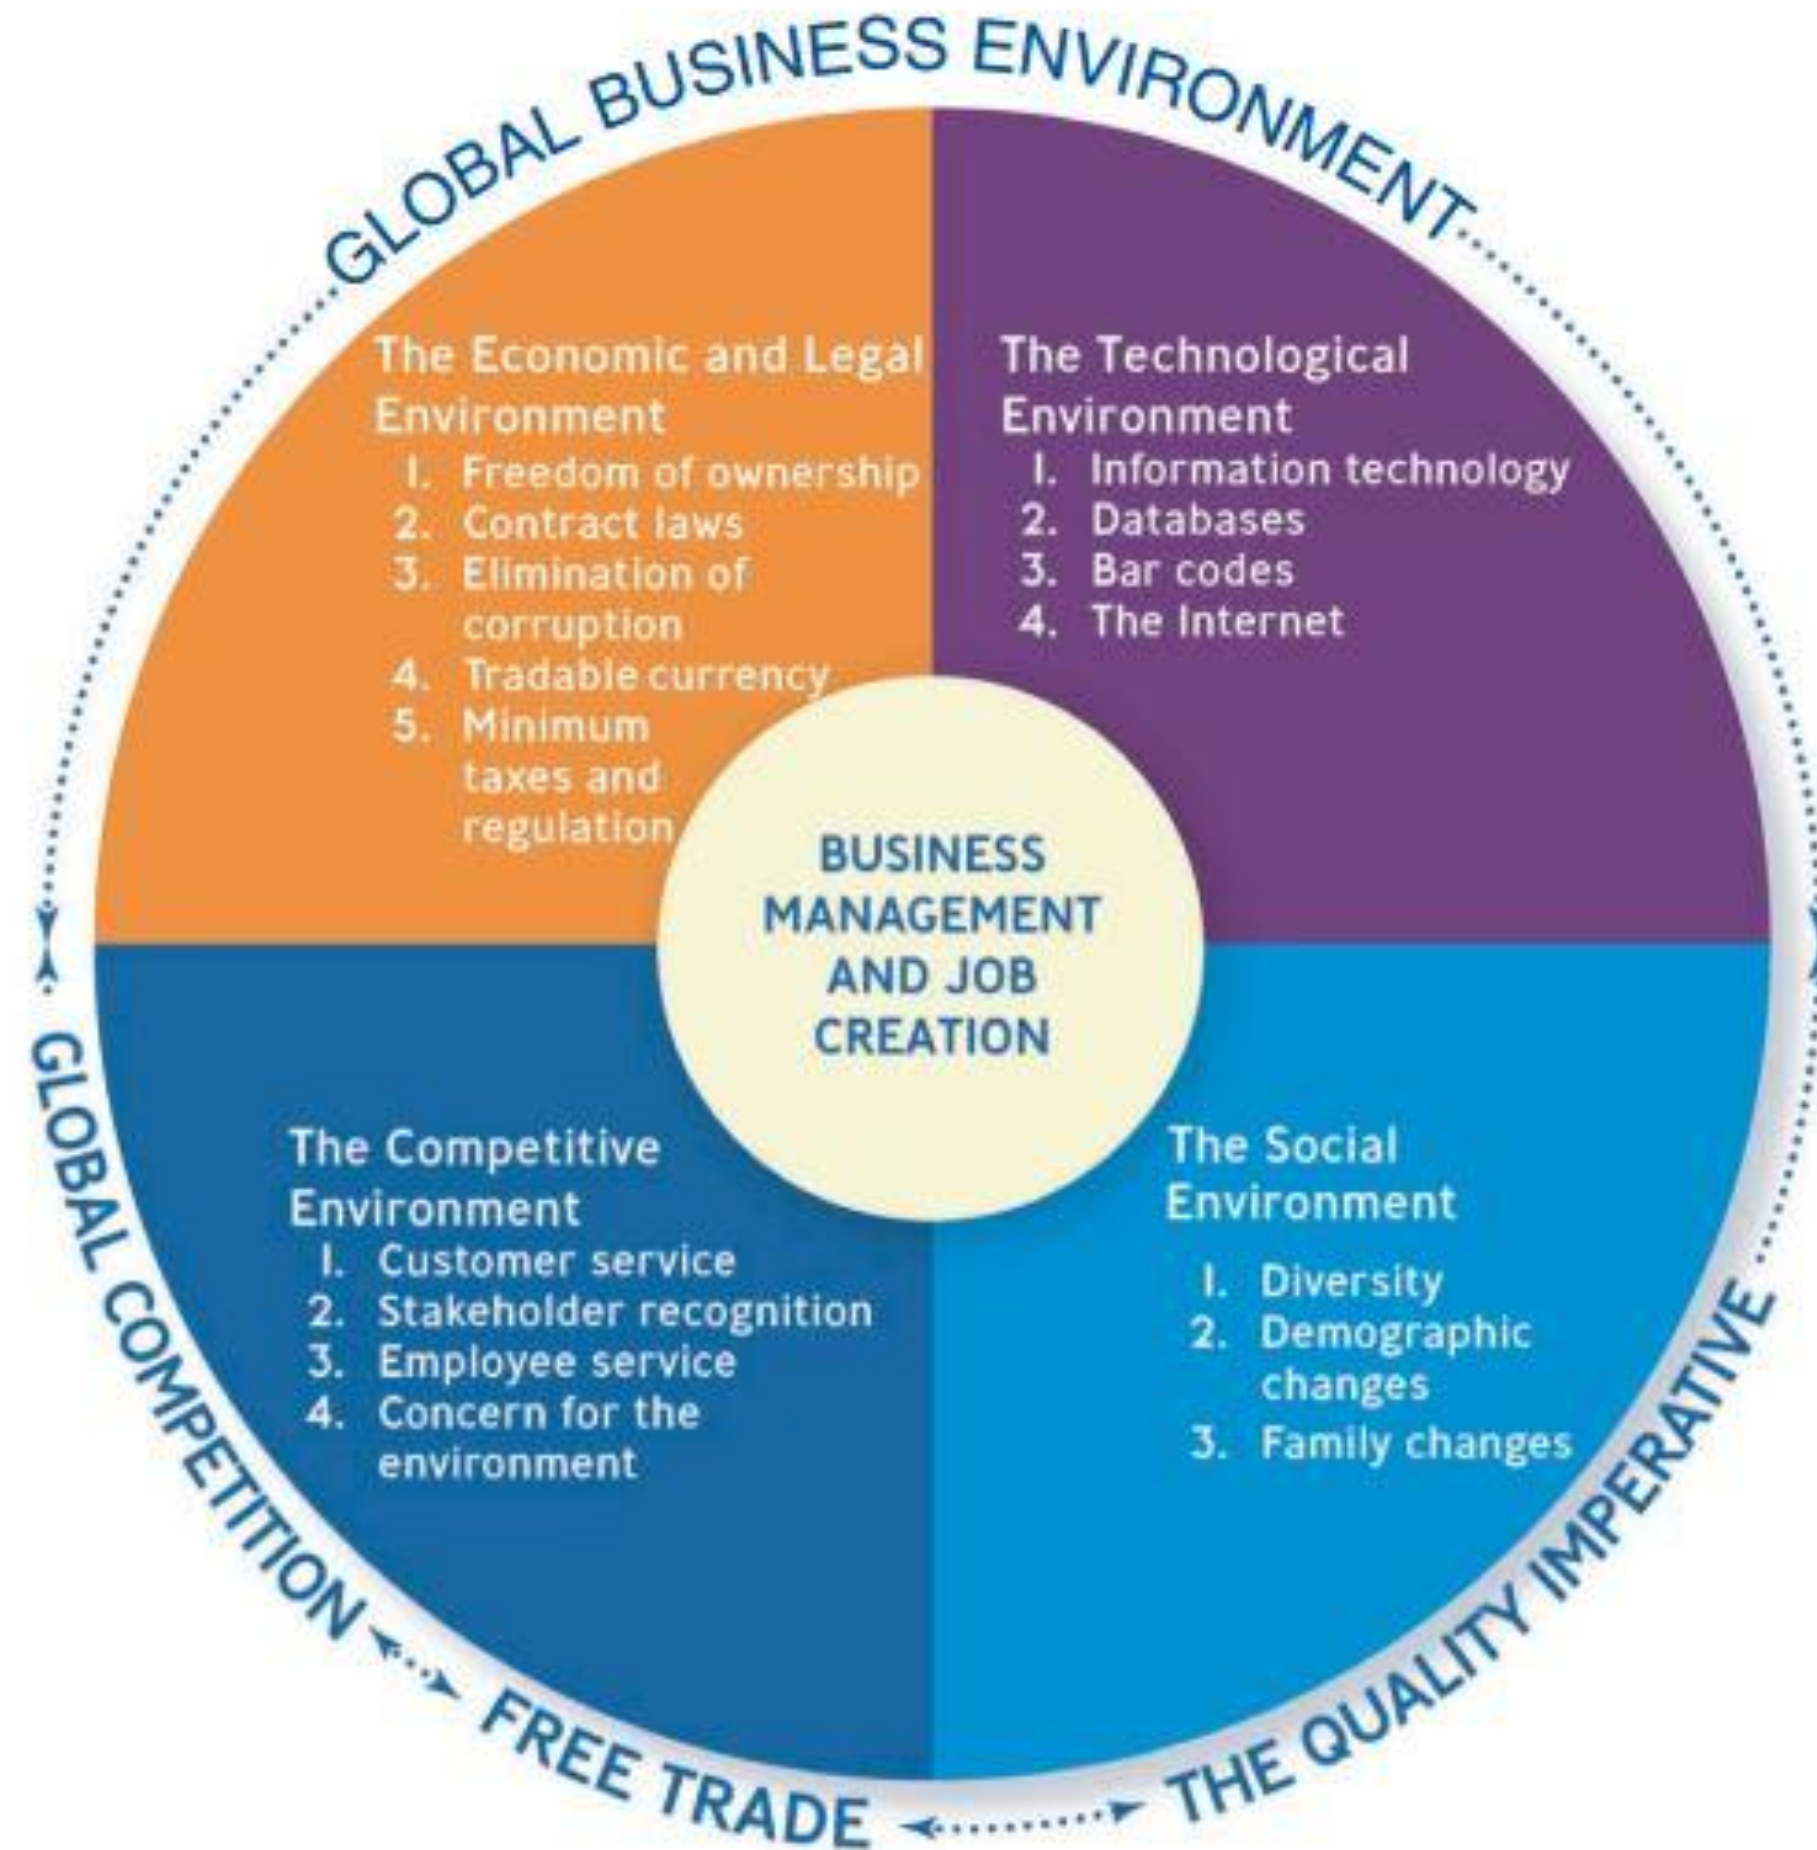 GLOBAL BUSINESS ENVIRONMENT
The Economic and Legal
Environment
1. Freedom of ownership
2. Contract laws
3. Elimination of
corruption
4. Tradable currency
5. Minimum
taxes and
regulation
The Technological
Environment
1. Information technology
2. Databases
3. Bar codes
4. The Internet
BUSINESS
MANAGEMENT
AND JOB
CREATION
The Competitive
Environment
1. Customer service
2. Stakeholder recognition
3. Employee service
4. Concern for the
environment
The Social
Environment
1. Diversity
2. Demographic
changes
3. Family changes
GLOBAL COMPETITION
FREE TRADE
THE QUALITY IMPERATIVE